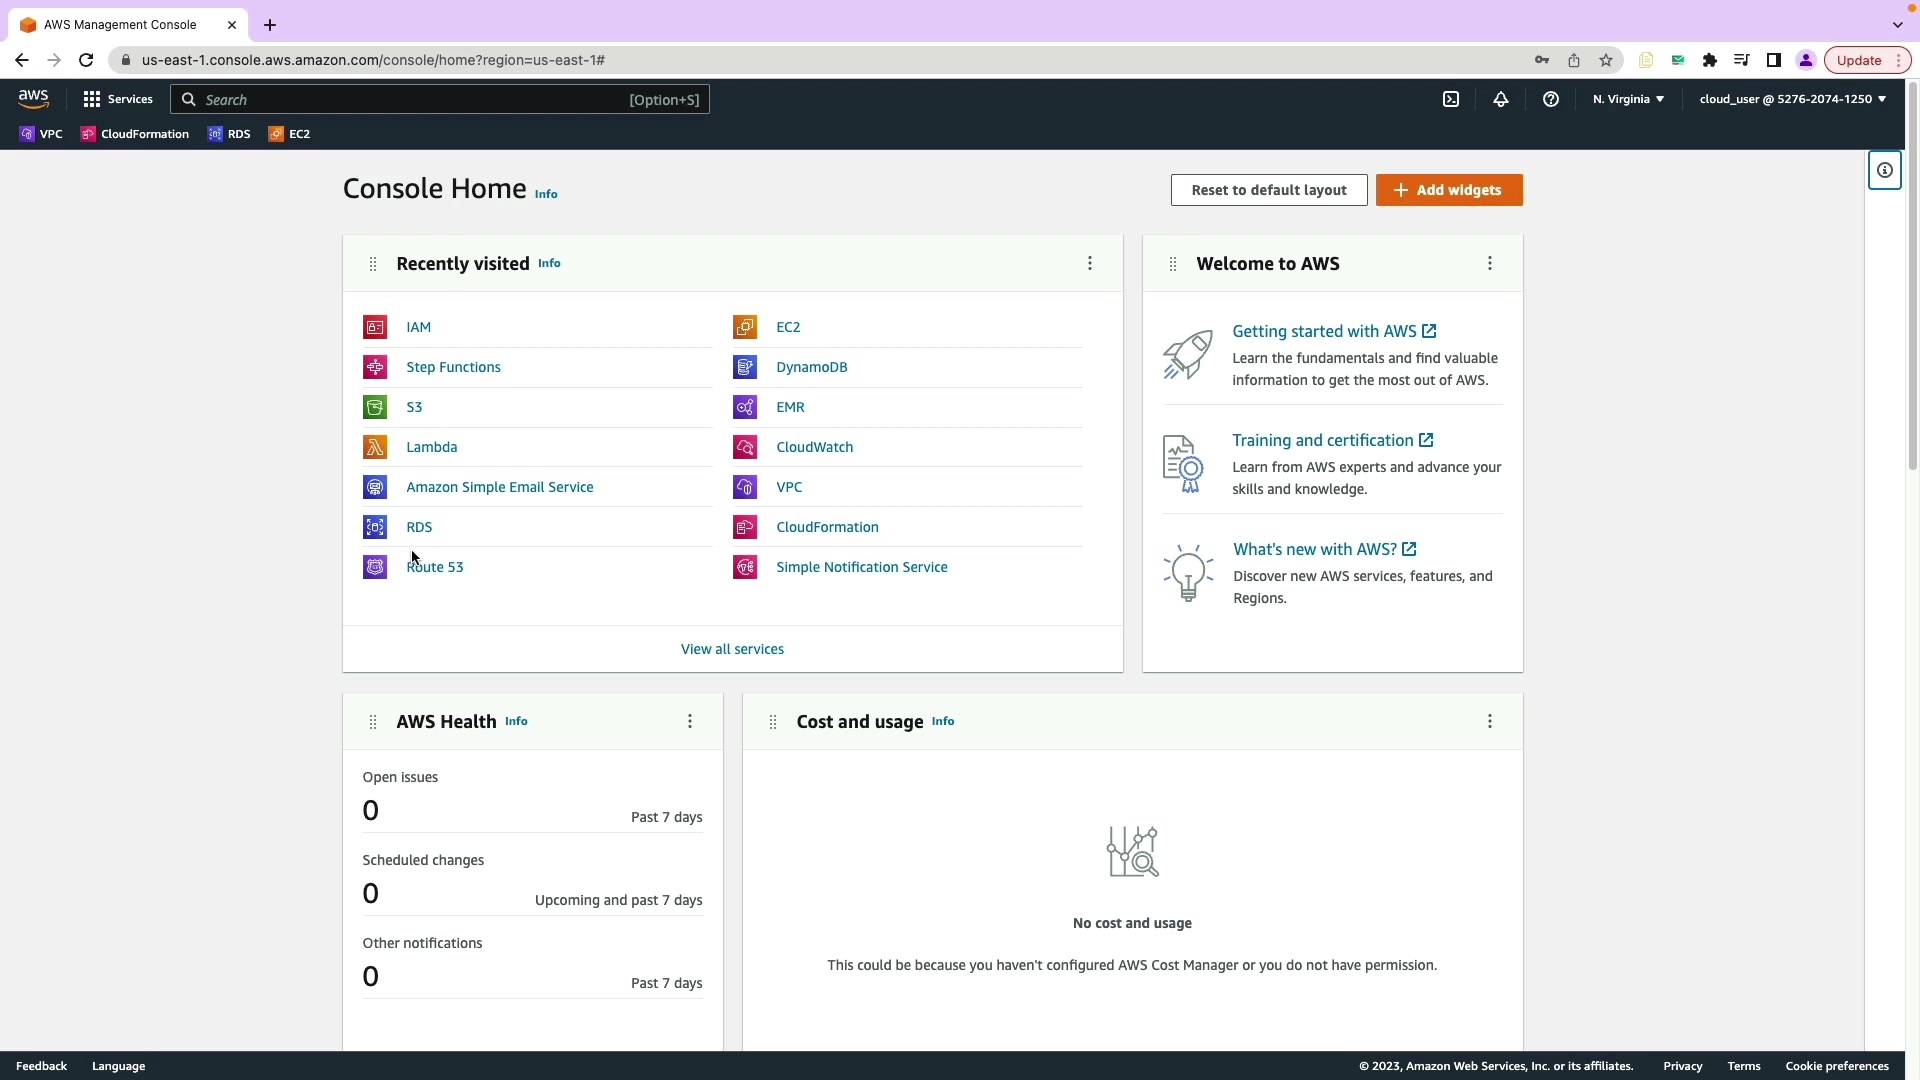 AWS Management Console
us-east-1.console.aws.amazon.com/console/home?region=us-east-1#
Update
aws
Services
Search
[Option+S]
N. Virginia
cloud_user @ 5276-2074-1250
VPC
CloudFormation
RDS
EC2
Console Home Info
Reset to default layout
Add widgets
Recently visited Info
IAM
Step Functions
S3
Lambda
Amazon Simple Email Service
RDS
Route 53
EC2
DynamoDB
EMR
CloudWatch
VPC
CloudFormation
Simple Notification Service
View all services
Welcome to AWS
Getting started with AWS
Learn the fundamentals and find valuable
information to get the most out of AWS.
Training and certification
Learn from AWS experts and advance your
skills and knowledge.
What's new with AWS?
Discover new AWS services, features, and
Regions.
AWS Health Info
Open issues
0
Past 7 days
Scheduled changes
0
Upcoming and past 7 days
Other notifications
0
Past 7 days
Cost and usage Info
No cost and usage
This could be because you haven't configured AWS Cost Manager or you do not have permission.
Feedback
Language
© 2023, Amazon Web Services, Inc. or its affiliates.
Privacy
Terms
Cookie preferences